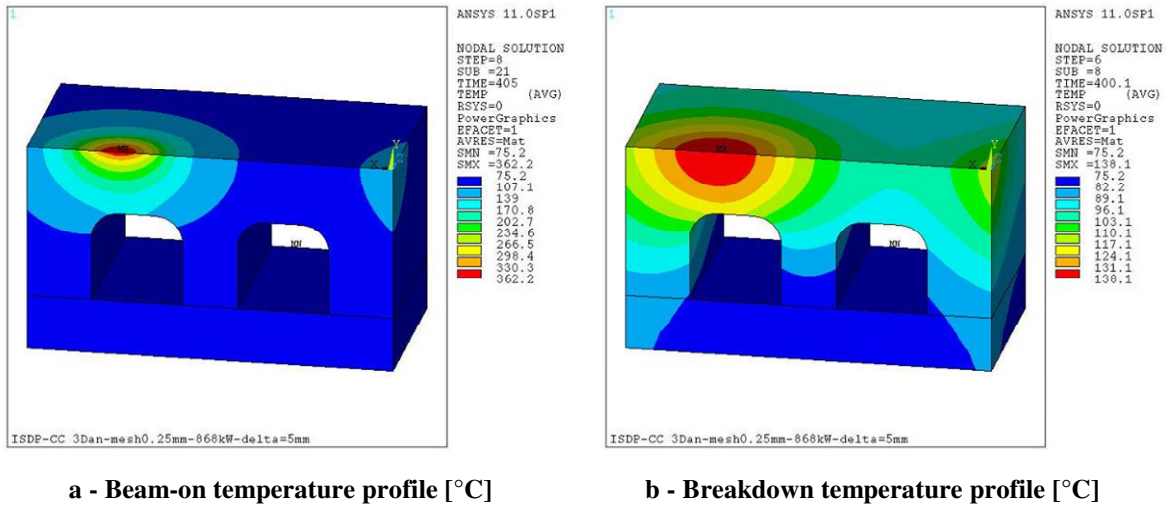 1
ANSYS 11.0SP1
NODAL SOLUTION
STEP=8
SUB =21
TIME=405
TEMP (AVG)
RSYS=0
PowerGraphics
EFACET=1
AVRES=Mat
SMN =75.2
SMX =362.2
75.2
107.1
139
170.8
202.7
234.6
266.5
298.4
330.3
362.2
MX
Y
Z
X
MN
ISDP-CC 3Dan-mesh0.25mm-868kW-delta=5mm
a - Beam-on temperature profile [°C]
1
ANSYS 11.0SP1
NODAL SOLUTION
STEP=6
SUB =8
TIME=400.1
TEMP (AVG)
RSYS=0
PowerGraphics
EFACET=1
AVRES=Mat
SMN =75.2
SMX =138.1
75.2
82.2
89.1
96.1
103.1
110.1
117.1
124.1
131.1
138.1
MX
Y
Z
X
MN
ISDP-CC 3Dan-mesh0.25mm-868kW-delta=5mm
b - Breakdown temperature profile [°C]